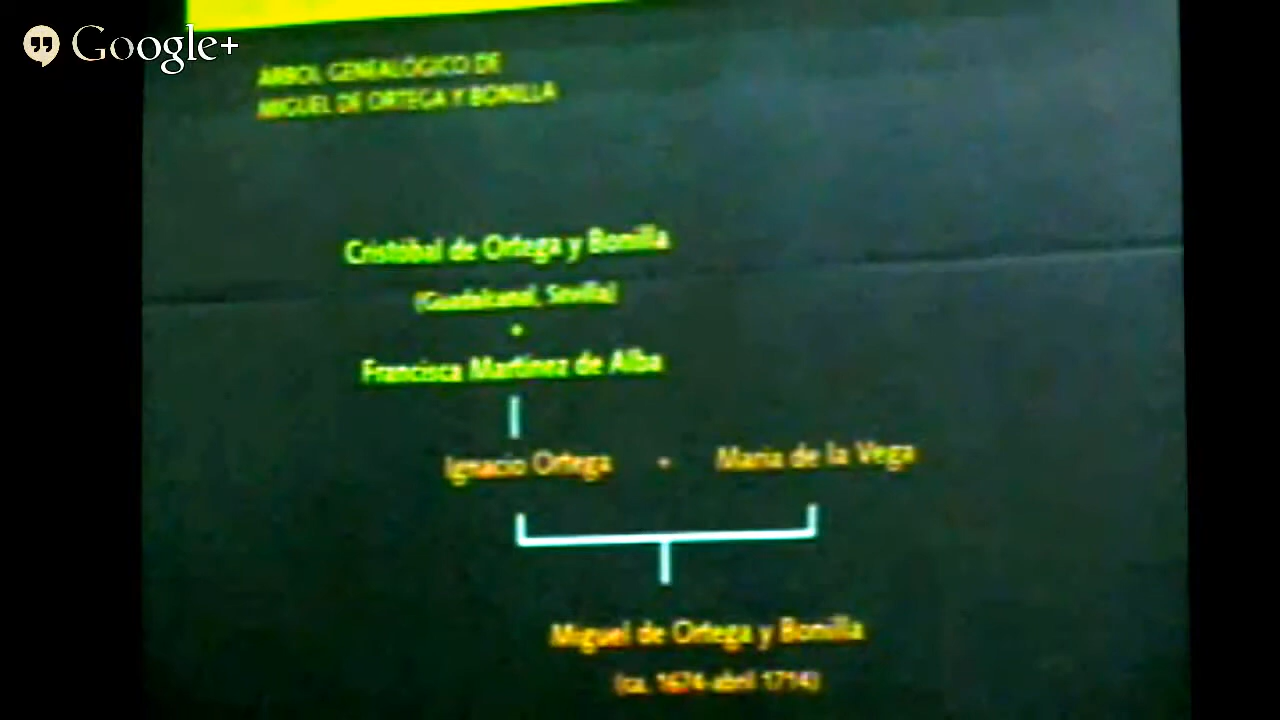 Google+
ÁRBOL GENEALÓGICO DE
MIGUEL DE ORTEGA Y BONILLA
Cristóbal de Ortega y Bonilla
(Guadalcanal, Sevilla)
Francisca Martínez de Alba
Ignacio Ortega
María de la Vega
Miguel de Ortega y Bonilla
(ca. 1674-abril 1714)